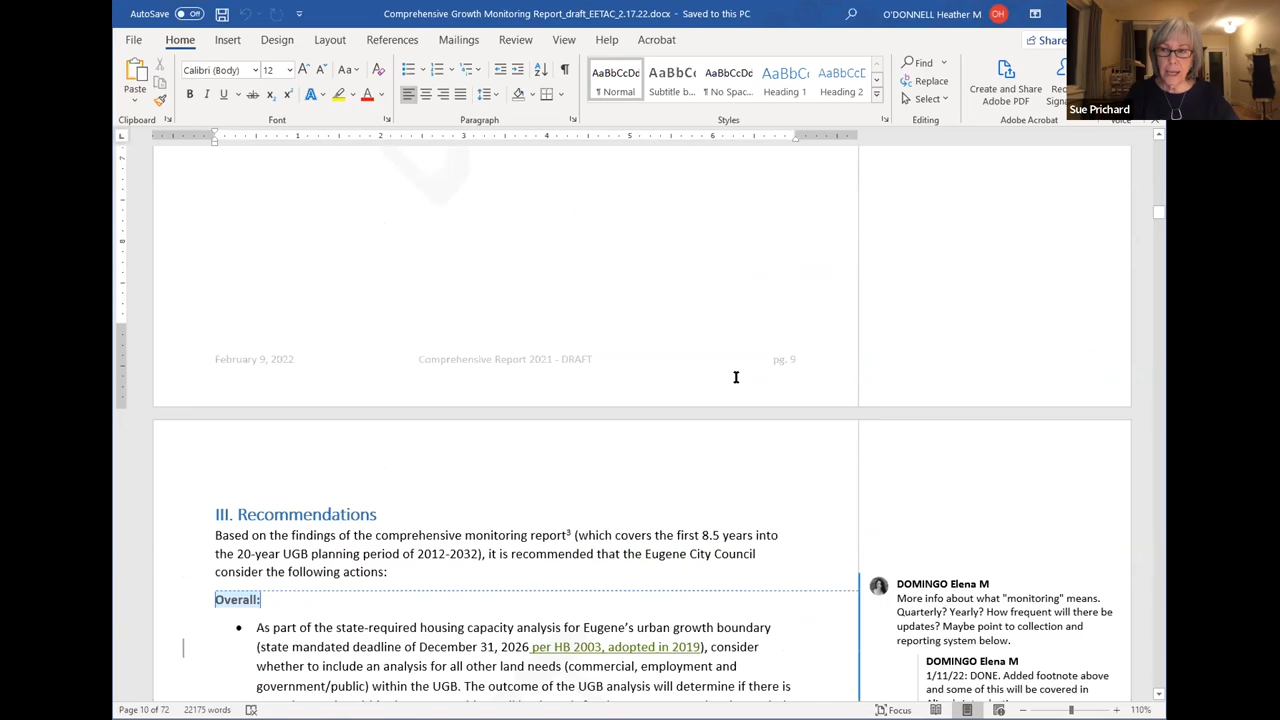 AutoSave Off
Comprehensive Growth Monitoring Report_draft_EETAC_2.17.22.docx - Saved to this PC
O'DONNELL Heather M OH
File Home Insert Design Layout References Mailings Review View Help Acrobat Share
Calibri (Body) 12
Paste
AaBbCcDc AaBbCcD AaBbCcDc AaBbCc AaBbCcD
¶ Normal Subtitle b... ¶ No Spac... Heading 1 Heading 2
Find
Replace
Select
Create and Share
Adobe PDF
Clipboard Font Paragraph Styles Editing Adobe Acrobat
Sue Prichard
February 9, 2022 Comprehensive Report 2021 - DRAFT pg. 9
III. Recommendations
Based on the findings of the comprehensive monitoring report³ (which covers the first 8.5 years into
the 20-year UGB planning period of 2012-2032), it is recommended that the Eugene City Council
consider the following actions:
Overall:
• As part of the state-required housing capacity analysis for Eugene's urban growth boundary
(state mandated deadline of December 31, 2026 per HB 2003, adopted in 2019), consider
whether to include an analysis for all other land needs (commercial, employment and
government/public) within the UGB. The outcome of the UGB analysis will determine if there is
DOMINGO Elena M
More info about what "monitoring" means.
Quarterly? Yearly? How frequent will there be
updates? Maybe point to collection and
reporting system below.
DOMINGO Elena M
1/11/22: DONE. Added footnote above
and some of this will be covered in
Page 10 of 72 22175 words Focus 110%